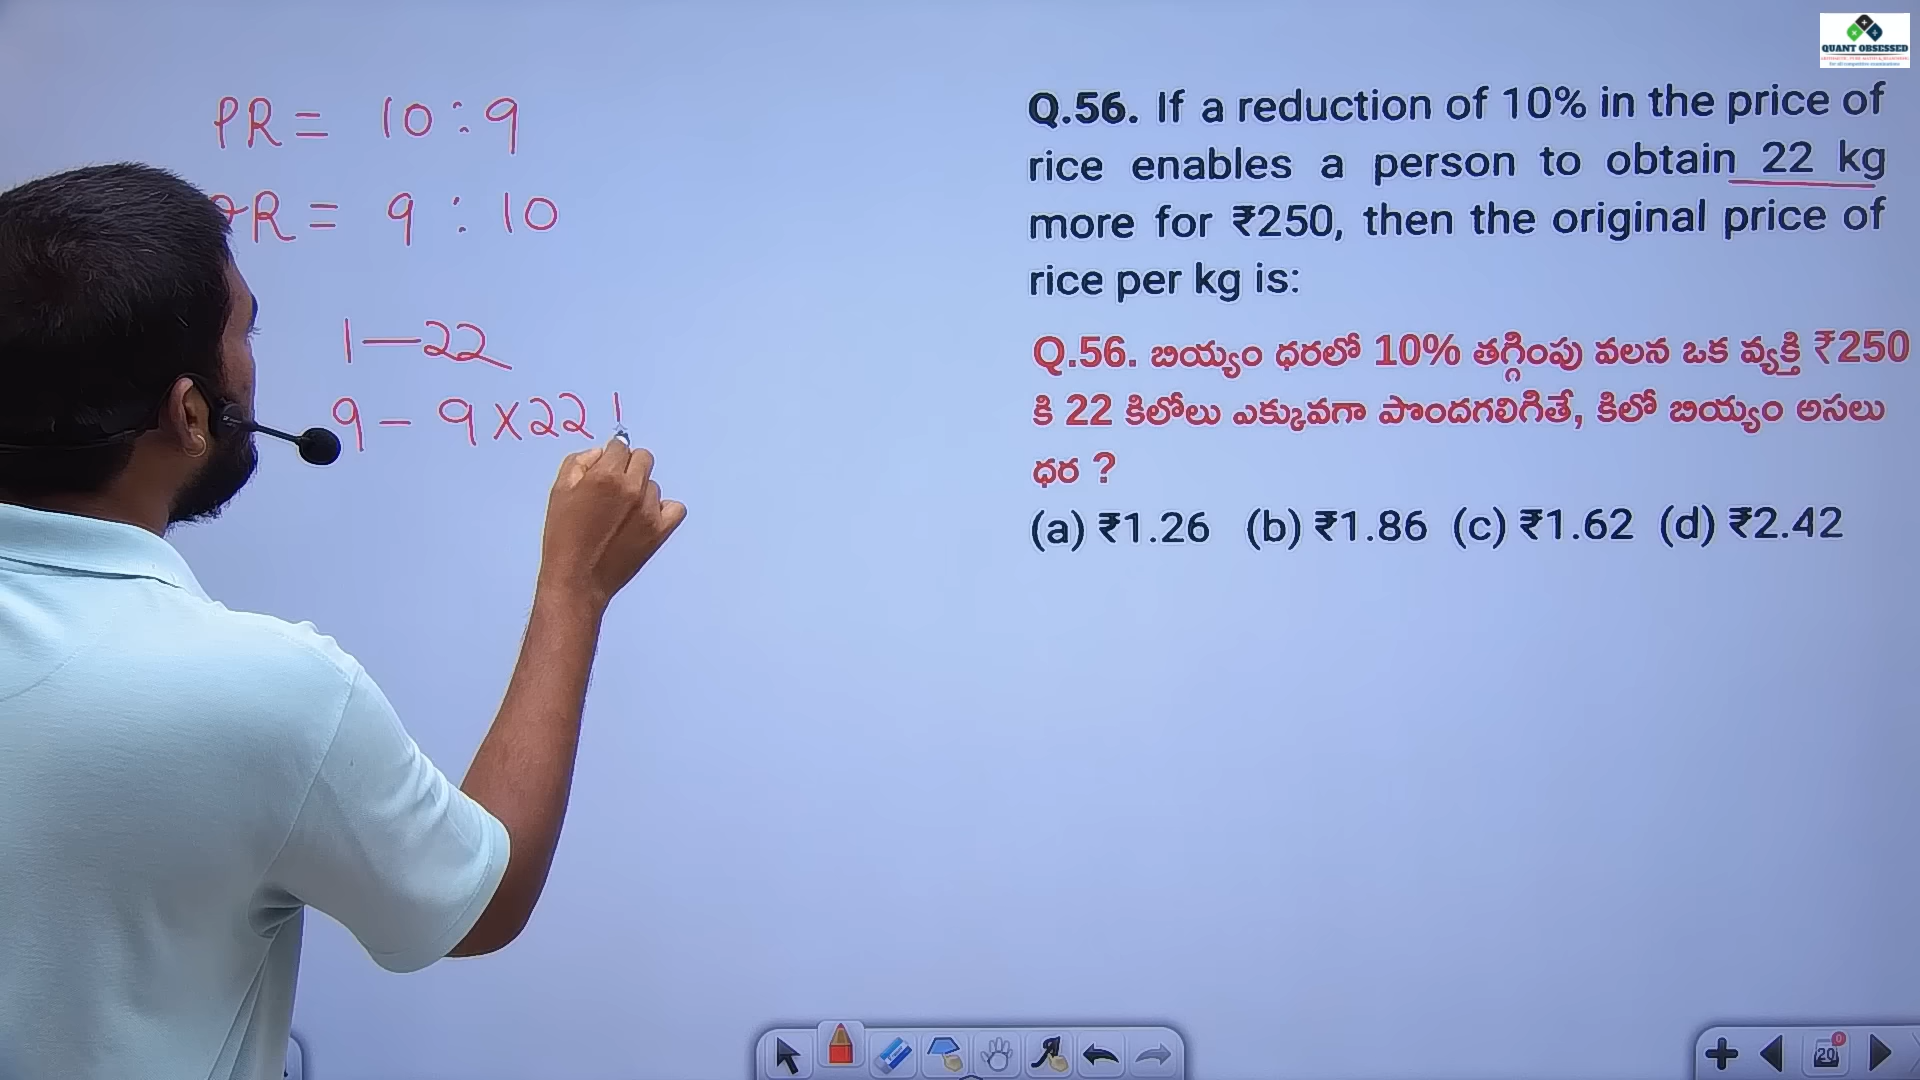 QUANT OBSESSED
PR = 10 : 9
R = 9 : 10
1 — 22
9 — 9 X 22
Q.56. If a reduction of 10% in the price of
rice enables a person to obtain 22 kg
more for ₹250, then the original price of
rice per kg is:
Q.56. బియ్యం ధరలో 10% తగ్గింపు వలన ఒక వ్యక్తి ₹250
కి 22 కిలోలు ఎక్కువగా పొందగలిగితే, కిలో బియ్యం అసలు
ధర ?
(a) ₹1.26 (b) ₹1.86 (c) ₹1.62 (d) ₹2.42
20